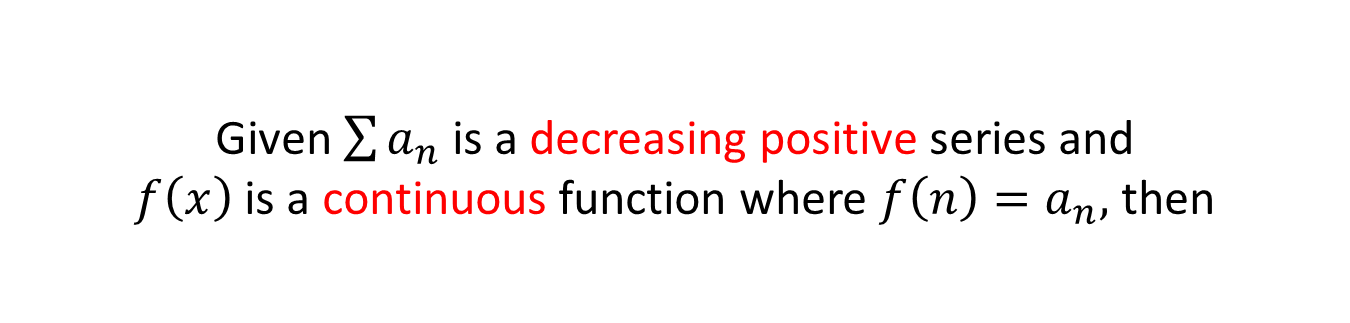 Given ∑ aₙ is a decreasing positive series and
f(x) is a continuous function where f(n) = aₙ, then